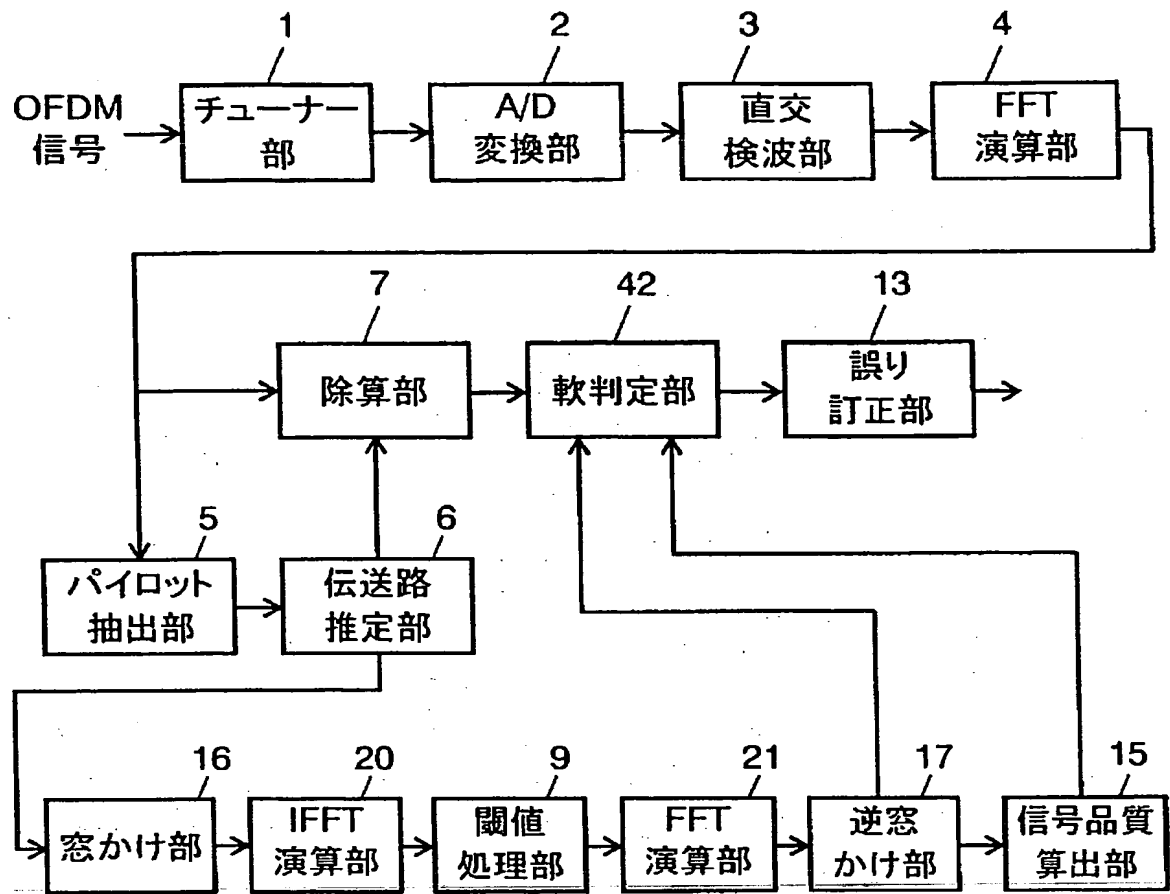 1
2
3
4
OFDM
信号
チューナー
部
A/D
変換部
直交
検波部
FFT
演算部
7
42
13
除算部
軟判定部
誤り
訂正部
5
6
パイロット
抽出部
伝送路
推定部
16
20
9
21
17
15
窓かけ部
IFFT
演算部
閾値
処理部
FFT
演算部
逆窓
かけ部
信号品質
算出部